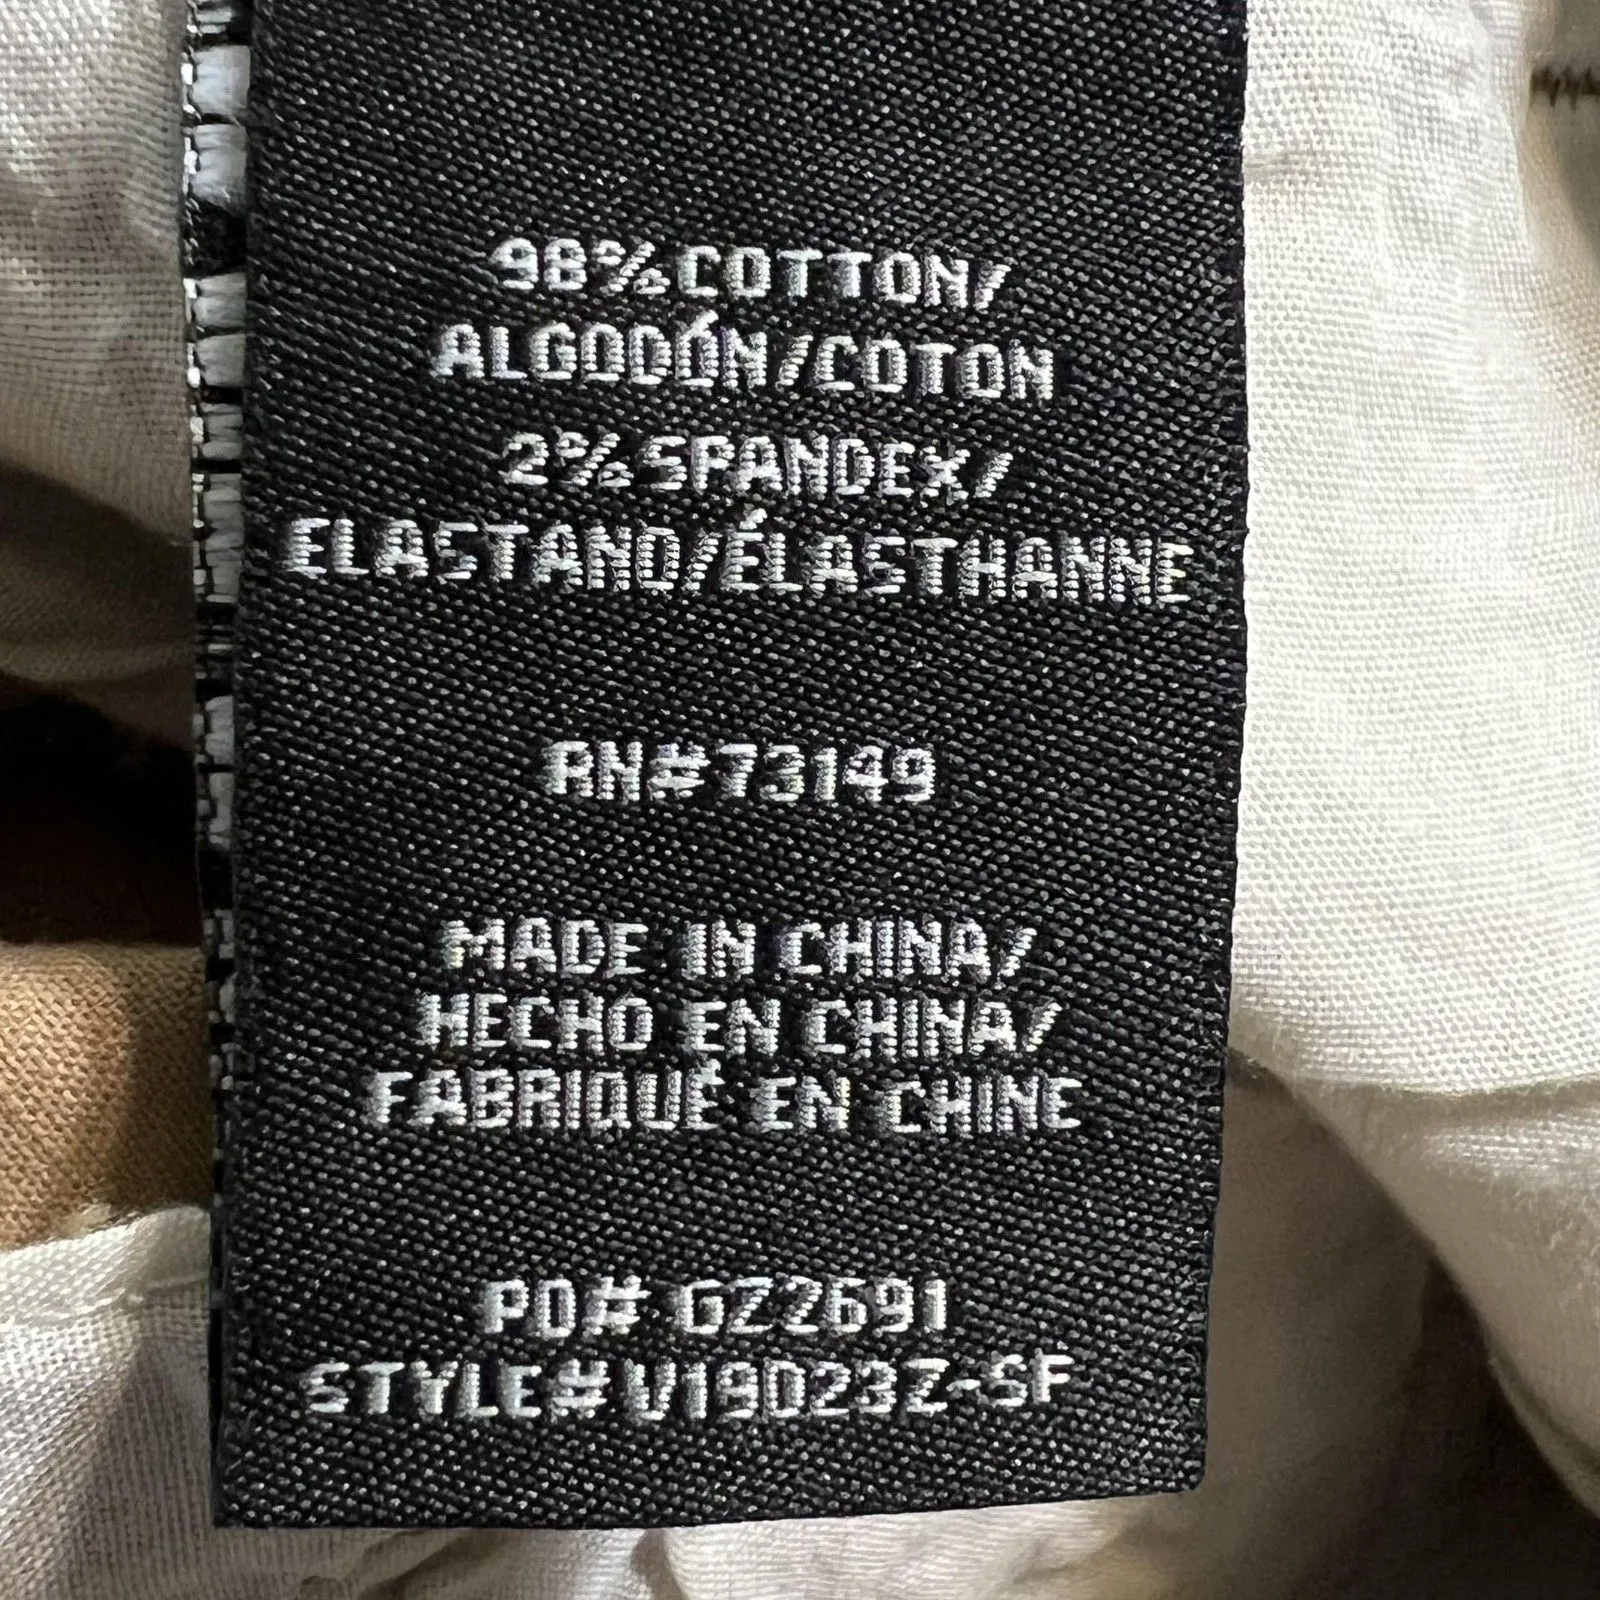 98% COTTON/
ALGODÓN/COTON
2% SPANDEX/
ELASTANO/ÉLASTHANNE
RN#73149
MADE IN CHINA/
HECHO EN CHINA/
FABRIQUÉ EN CHINE
PO# GZ2691
STYLE# V19D23Z-SF